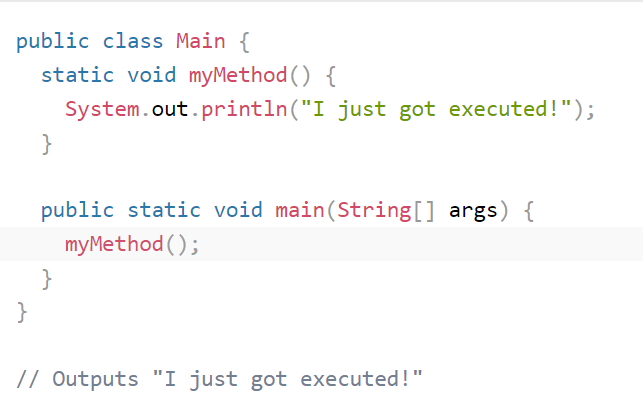 public class Main {
  static void myMethod() {
    System.out.println("I just got executed!");
  }

  public static void main(String[] args) {
    myMethod();
  }
}

// Outputs "I just got executed!"